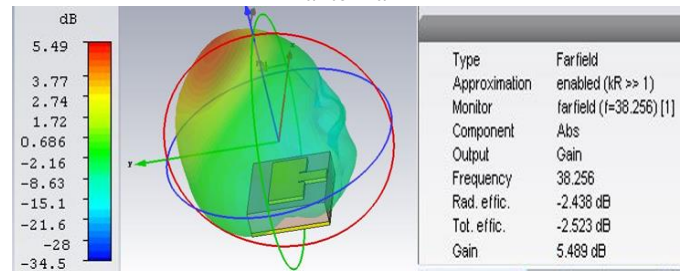 dB
5.49
3.77
2.74
1.72
0.686
-2.16
-8.63
-15.1
-21.6
-28
-34.5
y
Type Farfield
Approximation enabled (kR >> 1)
Monitor farfield (f=38.256) [1]
Component Abs
Output Gain
Frequency 38.256
Rad. effic. -2.438 dB
Tot. effic. -2.523 dB
Gain 5.489 dB